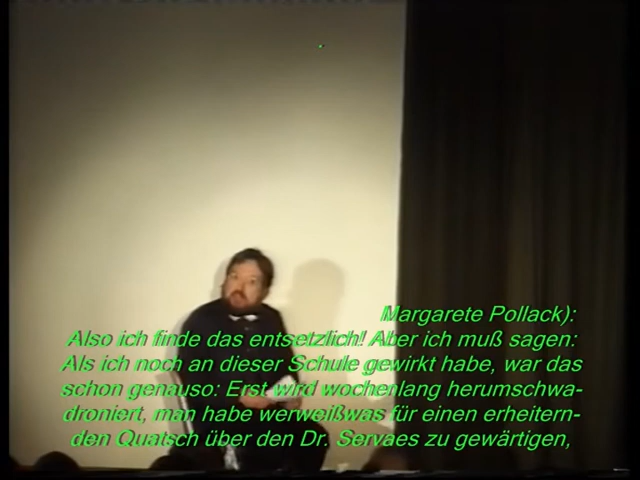 Margarete Pollack):
Also ich finde das entsetzlich! Aber ich muß sagen:
Als ich noch an dieser Schule gewirkt habe, war das
schon genauso: Erst wird wochenlang herumschwa-
droniert, man habe werweißwas für einen erheitern-
den Quatsch über den Dr. Servaes zu gewärtigen,